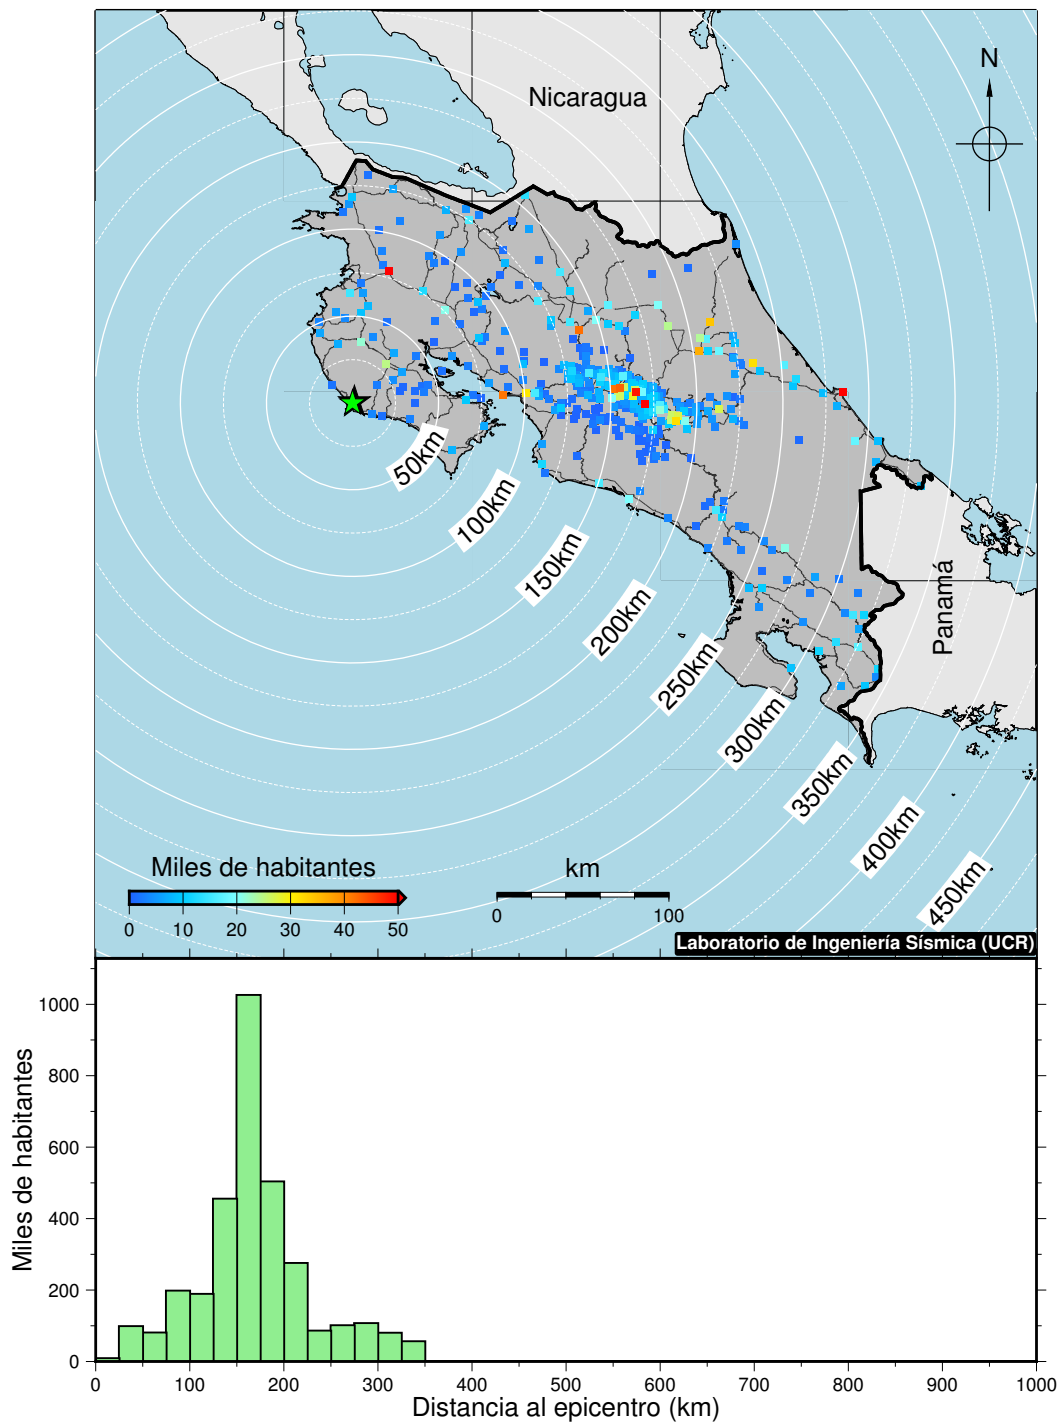 N
Nicaragua
50km
100km
150km
200km
Panamá
250km
300km
350km
400km
450km
Miles de habitantes
0 10 20 30 40 50
km
0 100
Laboratorio de Ingeniería Sísmica (UCR)
Miles de habitantes
1000
800
600
400
200
0
0 100 200 300 400 500 600 700 800 900 1000
Distancia al epicentro (km)